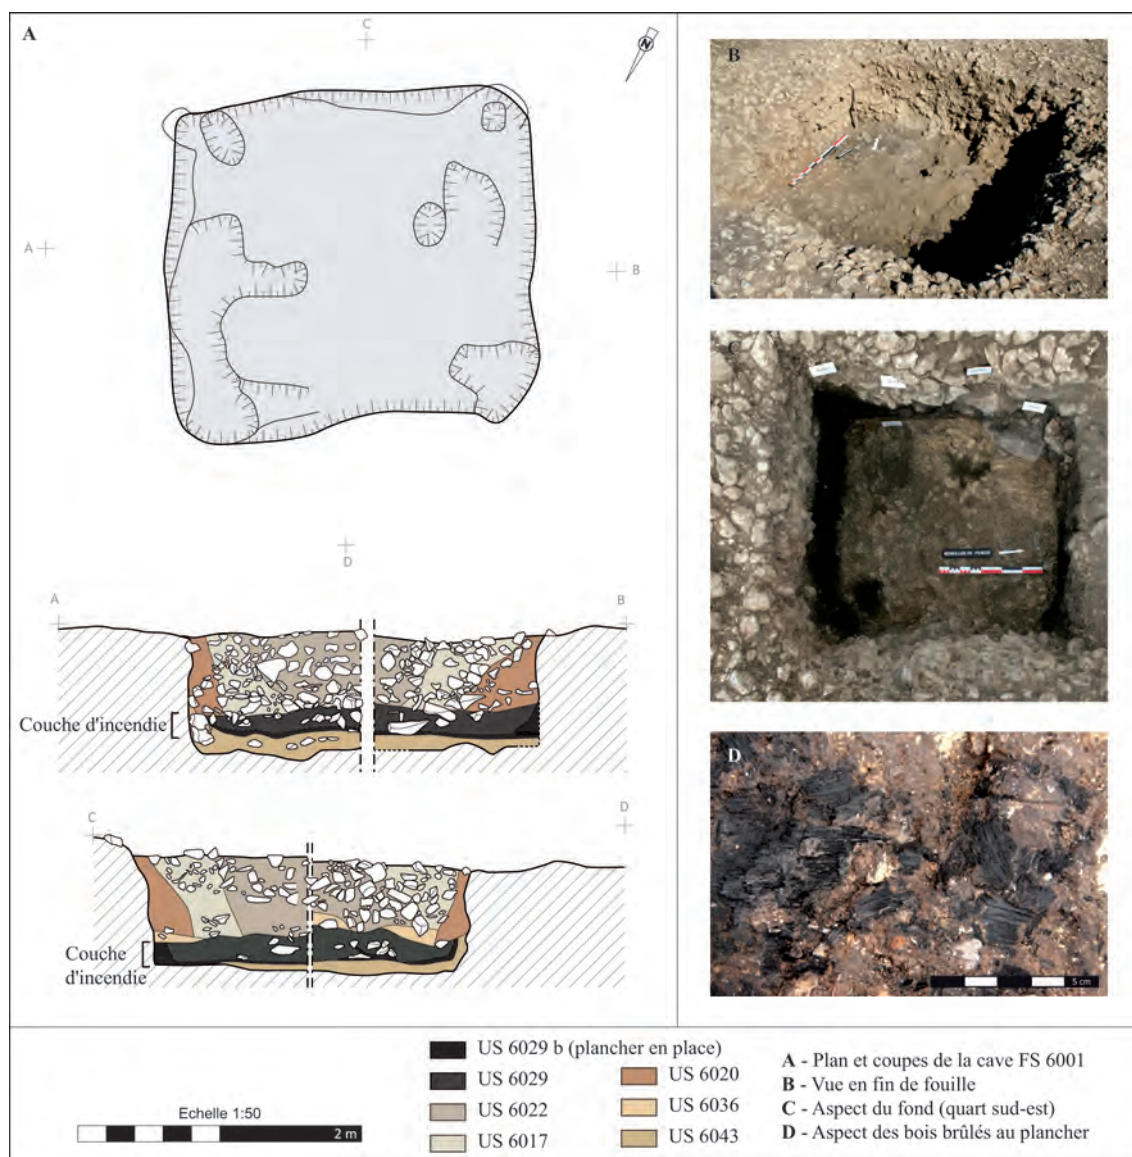 A
C
N
A
B
D
A
B
Couche d'incendie
C
D
Couche
d'incendie
B
C
D
5 cm
Echelle 1:50
2 m
US 6029 b (plancher en place)
US 6029
US 6022
US 6017
US 6020
US 6036
US 6043
A - Plan et coupes de la cave FS 6001
B - Vue en fin de fouille
C - Aspect du fond (quart sud-est)
D - Aspect des bois brûlés au plancher